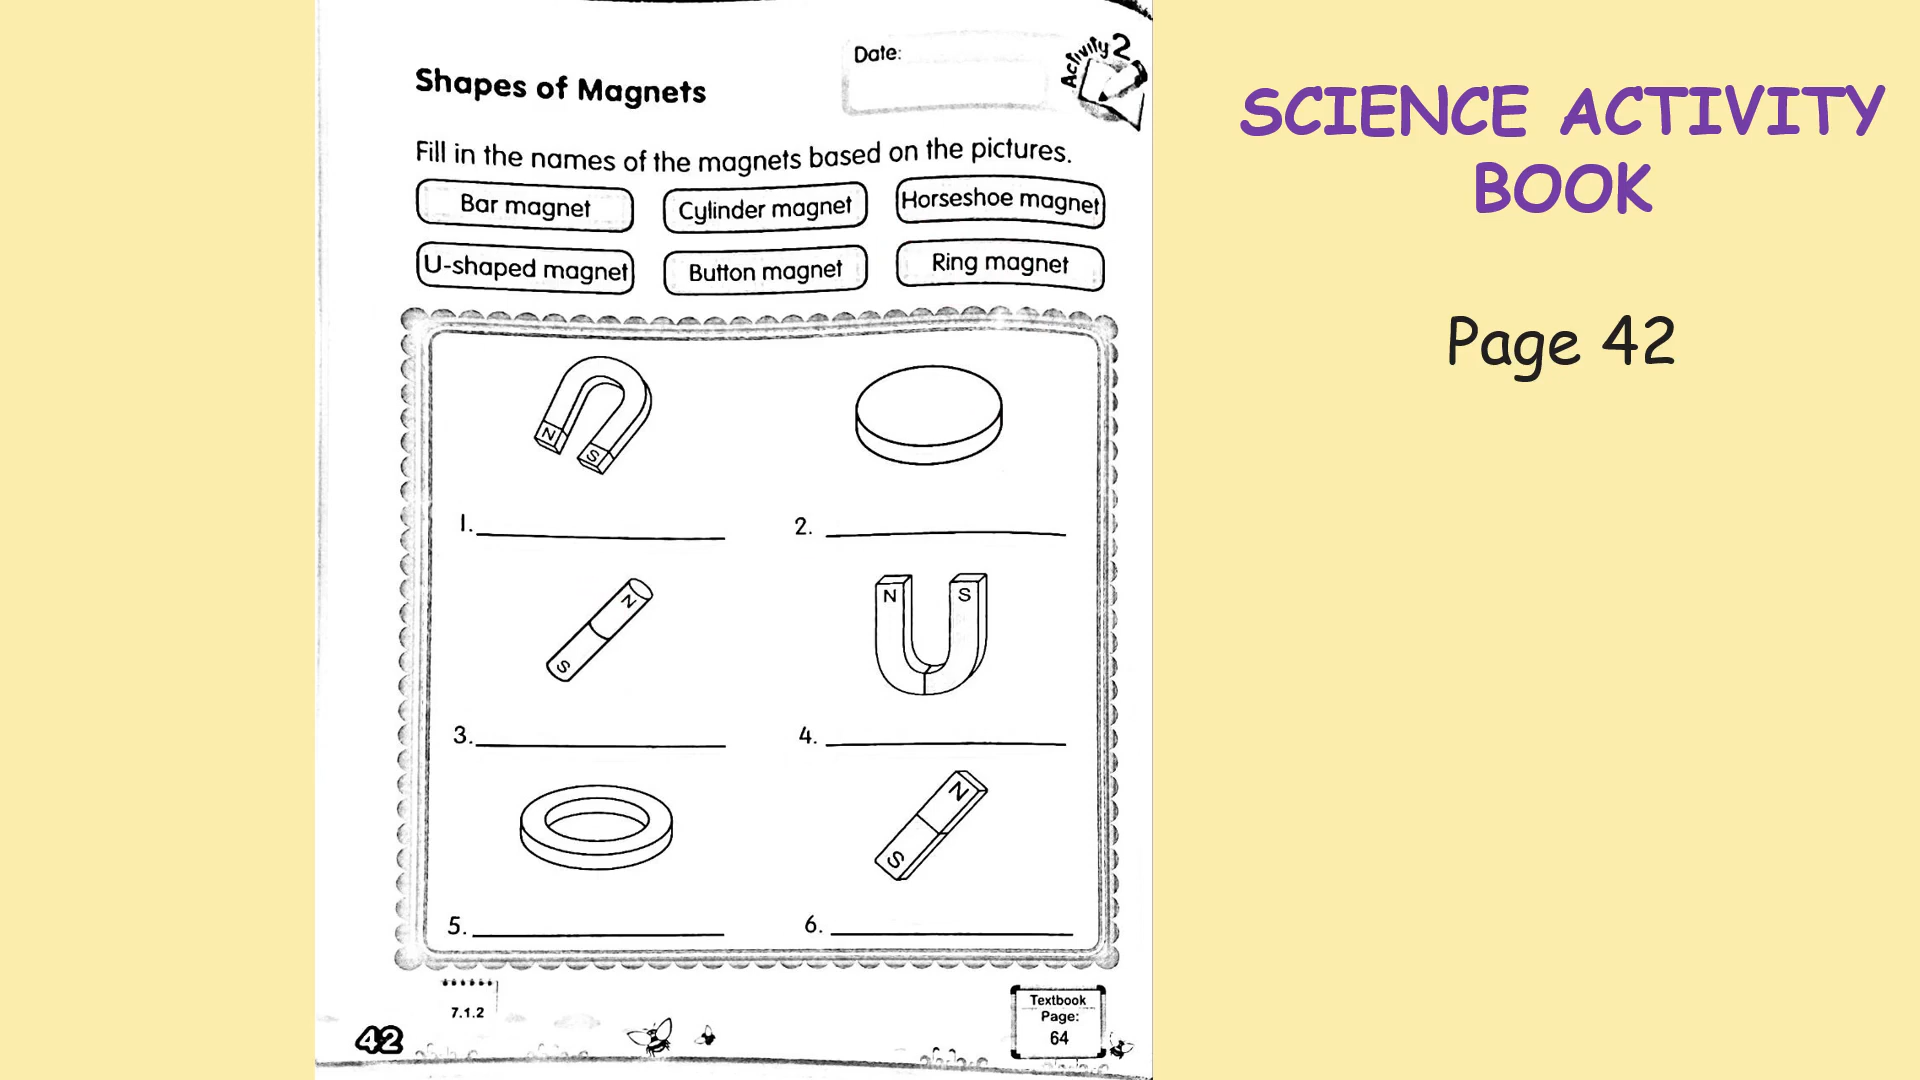 Date:
Activity 2
Shapes of Magnets
Fill in the names of the magnets based on the pictures.
Bar magnet
Cylinder magnet
Horseshoe magnet
U-shaped magnet
Button magnet
Ring magnet
N
S
1.
2.
N
S
N
S
3.
4.
N
S
5.
6.
7.1.2
Textbook
Page:
64
42
SCIENCE ACTIVITY
BOOK
Page 42